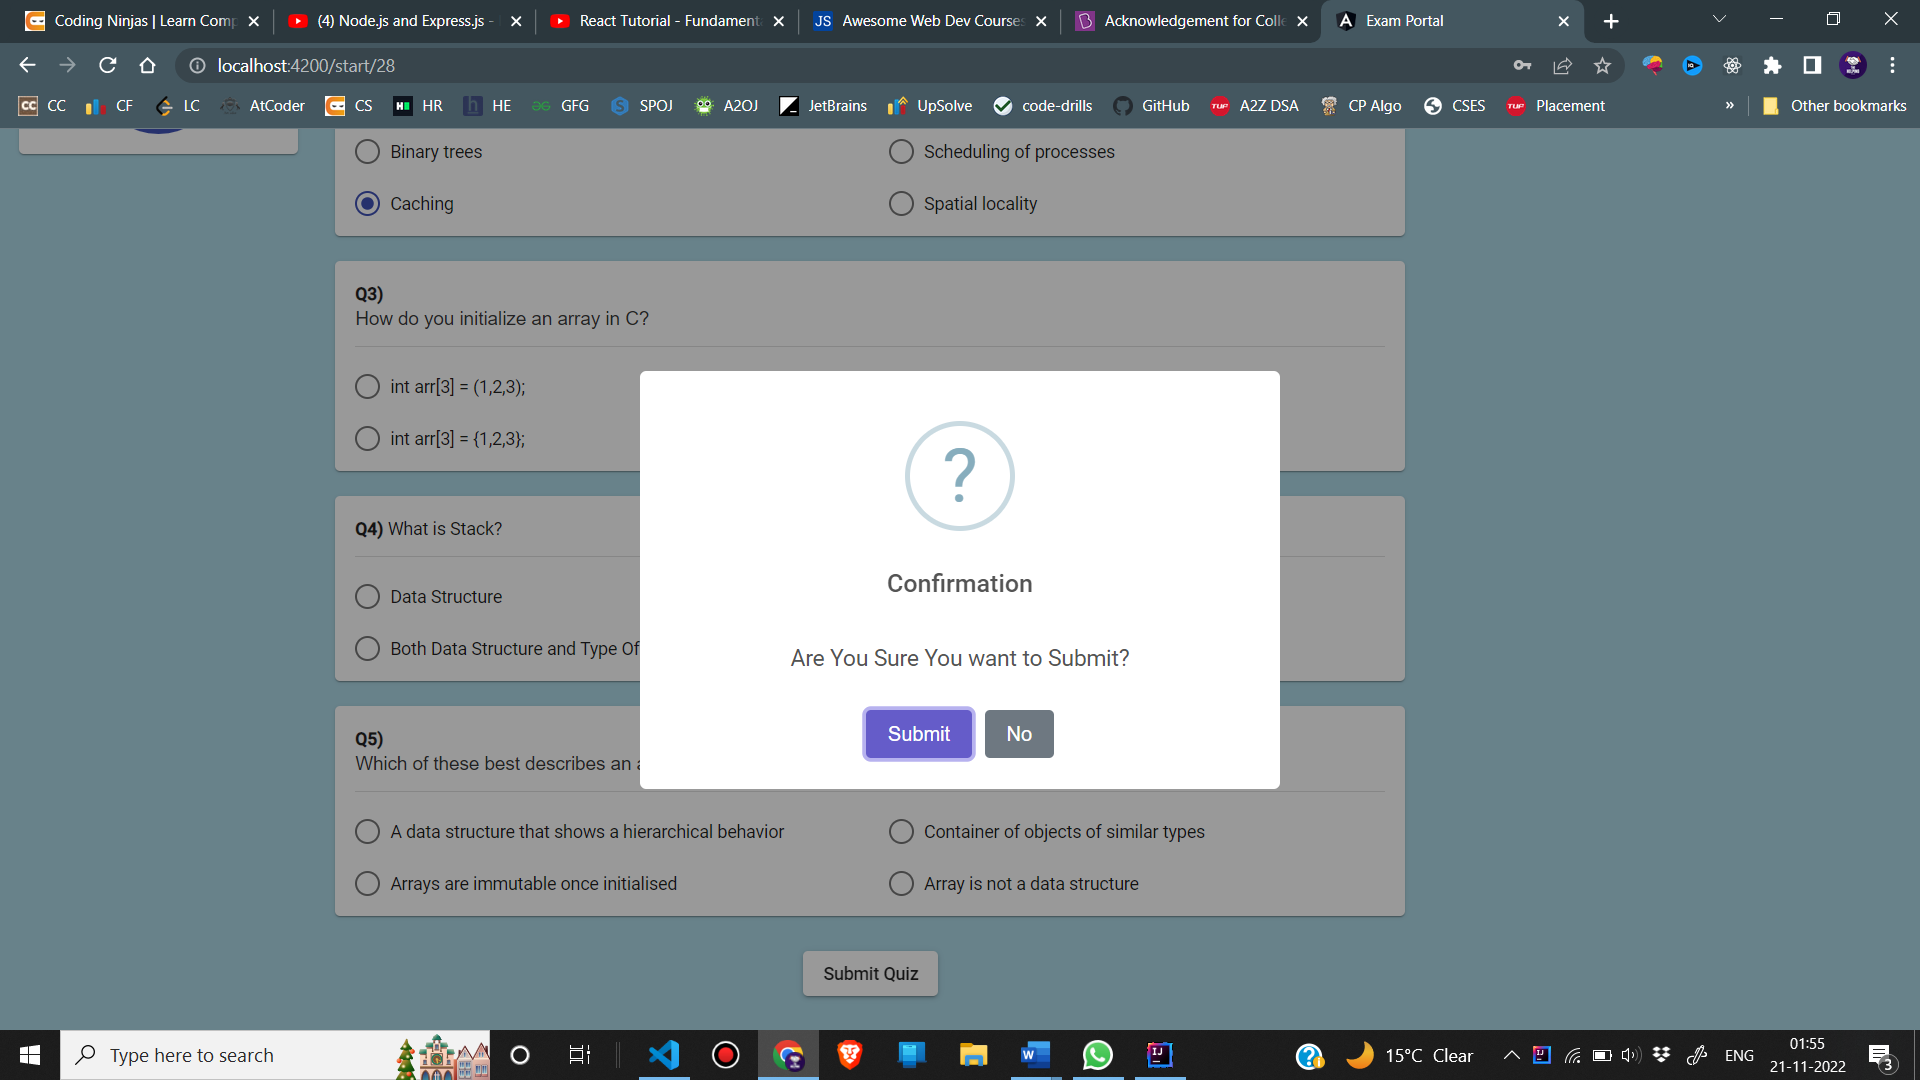 Coding Ninjas | Learn Comp
(4) Node.js and Express.js -
React Tutorial - Fundament
JS Awesome Web Dev Courses
Acknowledgement for Colle
Exam Portal
localhost:4200/start/28
CC CC
CF
LC
AtCoder
CS
HR
HE
GFG
SPOJ
A2OJ
JetBrains
UpSolve
code-drills
GitHub
TUF A2Z DSA
CP Algo
CSES
TUF Placement
»
Other bookmarks
Binary trees
Scheduling of processes
Caching
Spatial locality
Q3)
How do you initialize an array in C?
int arr[3] = (1,2,3);
int arr[3] = {1,2,3};
Q4) What is Stack?
Data Structure
Both Data Structure and Type Of
Q5)
Which of these best describes an a
A data structure that shows a hierarchical behavior
Container of objects of similar types
Arrays are immutable once initialised
Array is not a data structure
?
Confirmation
Are You Sure You want to Submit?
Submit
No
Submit Quiz
Type here to search
15°C Clear
ENG
01:55
21-11-2022
3